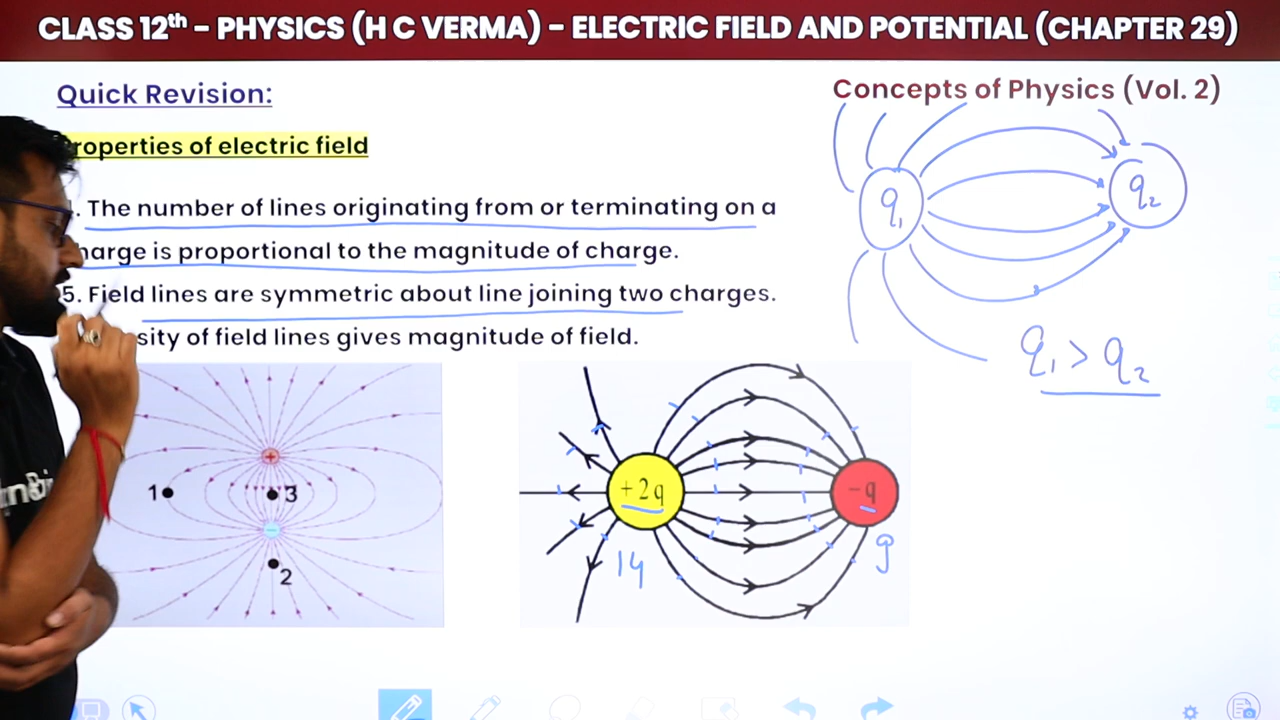 CLASS 12th – PHYSICS (H C VERMA) – ELECTRIC FIELD AND POTENTIAL (CHAPTER 29)
Quick Revision:
Concepts of Physics (Vol. 2)
roperties of electric field
. The number of lines originating from or terminating on a
harge is proportional to the magnitude of charge.
5. Field lines are symmetric about line joining two charges.
sity of field lines gives magnitude of field.
q1
q2
q1 > q2
+
1
3
−
2
+2q
-q
14
9